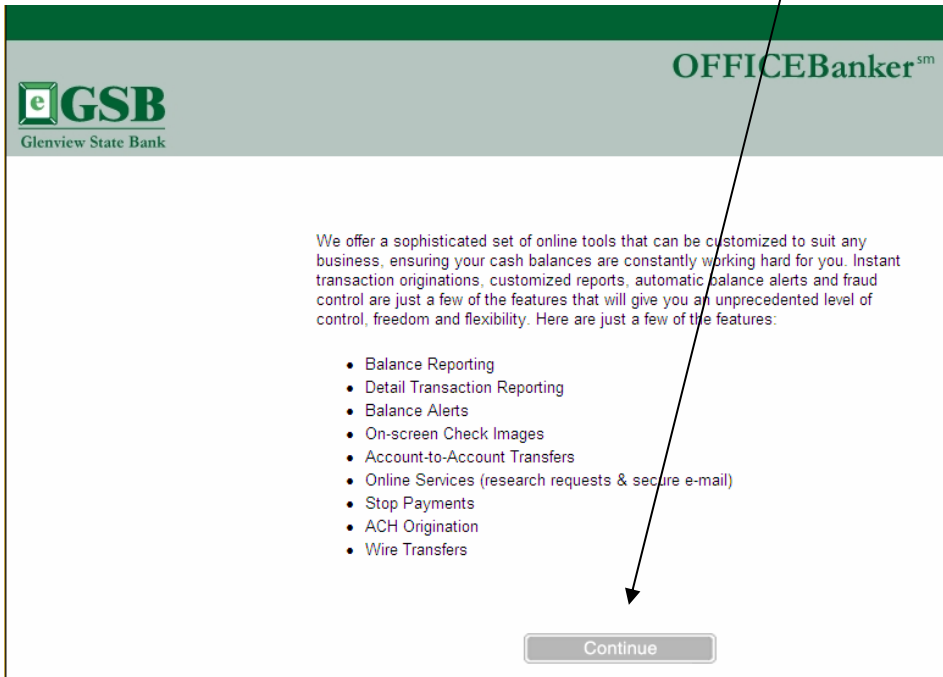 OFFICEBanker℠
e GSB
Glenview State Bank
We offer a sophisticated set of online tools that can be customized to suit any
business, ensuring your cash balances are constantly working hard for you. Instant
transaction originations, customized reports, automatic balance alerts and fraud
control are just a few of the features that will give you an unprecedented level of
control, freedom and flexibility. Here are just a few of the features:
• Balance Reporting
• Detail Transaction Reporting
• Balance Alerts
• On-screen Check Images
• Account-to-Account Transfers
• Online Services (research requests & secure e-mail)
• Stop Payments
• ACH Origination
• Wire Transfers
Continue